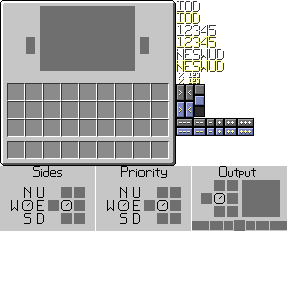 IOD
IOD
12345
12345
NESWUD
NESWUD
Sides Priority Output
N U N U
W O E W O E
S D S D